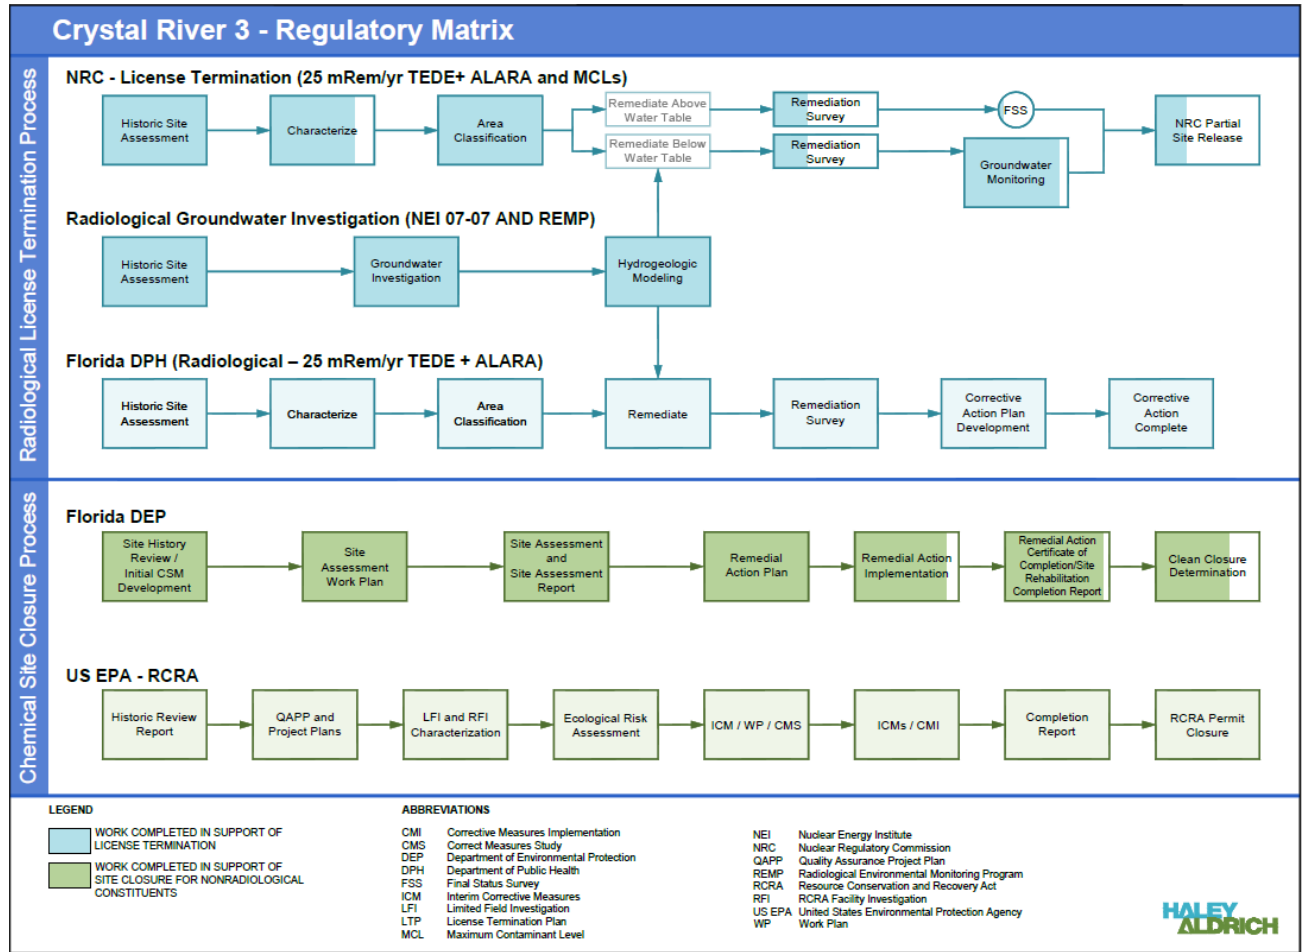 Crystal River 3 - Regulatory Matrix
Radiological License Termination Process
NRC - License Termination (25 mRem/yr TEDE+ ALARA and MCLs)
Historic Site
Assessment
Characterize
Area
Classification
Remediate Above
Water Table
Remediate Below
Water Table
Remediation
Survey
Remediation
Survey
FSS
Groundwater
Monitoring
NRC Partial
Site Release
Radiological Groundwater Investigation (NEI 07-07 AND REMP)
Historic Site
Assessment
Groundwater
Investigation
Hydrogeologic
Modeling
Florida DPH (Radiological – 25 mRem/yr TEDE + ALARA)
Historic Site
Assessment
Characterize
Area
Classification
Remediate
Remediation
Survey
Corrective
Action Plan
Development
Corrective
Action
Complete
Chemical Site Closure Process
Florida DEP
Site History
Review /
Initial CSM
Development
Site
Assessment
Work Plan
Site Assessment
and
Site Assessment
Report
Remedial
Action Plan
Remedial Action
Implementation
Remedial Action
Certificate of
Completion/Site
Rehabilitation
Completion Report
Clean Closure
Determination
US EPA - RCRA
Historic Review
Report
QAPP and
Project Plans
LFI and RFI
Characterization
Ecological Risk
Assessment
ICM / WP / CMS
ICMs / CMI
Completion
Report
RCRA Permit
Closure
LEGEND
WORK COMPLETED IN SUPPORT OF
LICENSE TERMINATION
WORK COMPLETED IN SUPPORT OF
SITE CLOSURE FOR NONRADIOLOGICAL
CONSTITUENTS
ABBREVIATIONS
CMI Corrective Measures Implementation
CMS Correct Measures Study
DEP Department of Environmental Protection
DPH Department of Public Health
FSS Final Status Survey
ICM Interim Corrective Measures
LFI Limited Field Investigation
LTP License Termination Plan
MCL Maximum Contaminant Level
NEI Nuclear Energy Institute
NRC Nuclear Regulatory Commission
QAPP Quality Assurance Project Plan
REMP Radiological Environmental Monitoring Program
RCRA Resource Conservation and Recovery Act
RFI RCRA Facility Investigation
US EPA United States Environmental Protection Agency
WP Work Plan
HALEY
ALDRICH